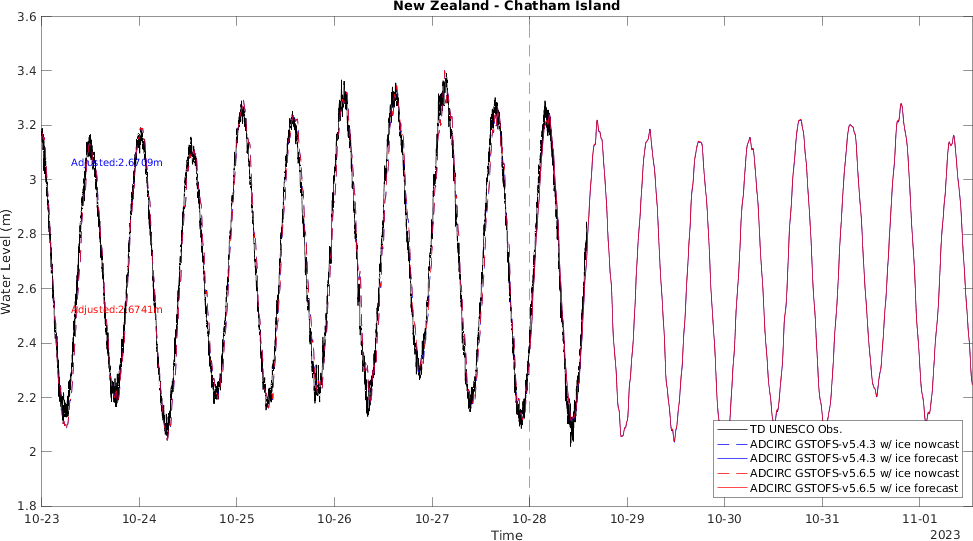 New Zealand - Chatham Island
3.6
3.4
3.2
3
2.8
2.6
2.4
2.2
2
1.8
Water Level (m)
Adjusted:2.6709m
Adjusted:2.6741m
TD UNESCO Obs.
ADCIRC GSTOFS-v5.4.3 w/ ice nowcast
ADCIRC GSTOFS-v5.4.3 w/ ice forecast
ADCIRC GSTOFS-v5.6.5 w/ ice nowcast
ADCIRC GSTOFS-v5.6.5 w/ ice forecast
10-23 10-24 10-25 10-26 10-27 10-28 10-29 10-30 10-31 11-01
Time
2023